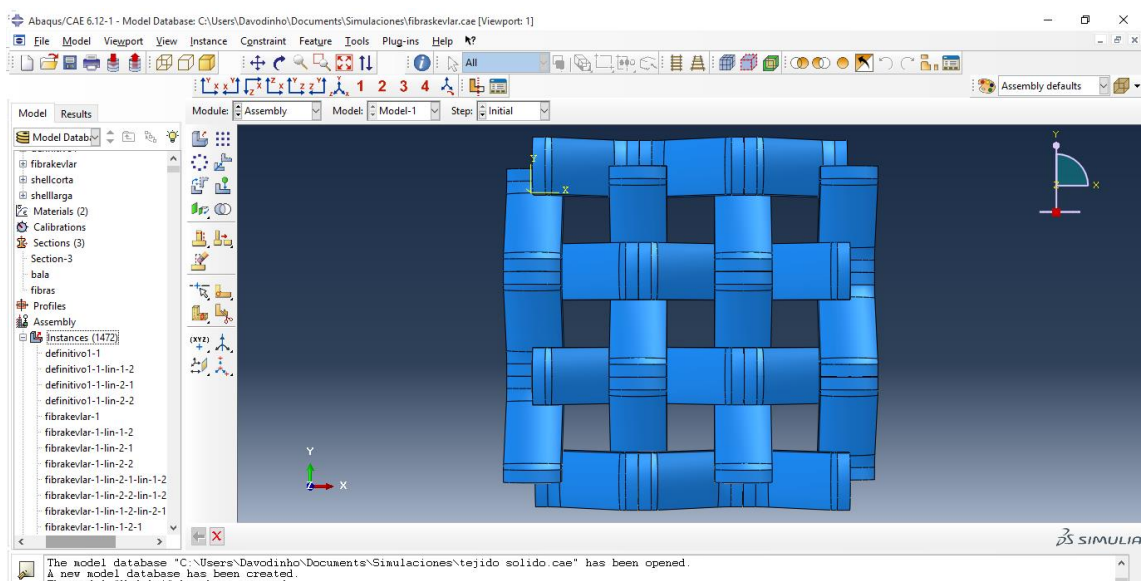 Abaqus/CAE 6.12-1 - Model Database: C:\Users\Davodinho\Documents\Simulaciones\fibraskevlar.cae [Viewport: 1]
File Model Viewport View Instance Constraint Feature Tools Plug-ins Help
All
1 2 3 4
Assembly defaults
Model Results
Module: Assembly Model: Model-1 Step: Initial
Model Datab
fibrakevlar
shellcorta
shelllarga
Materials (2)
Calibrations
Sections (3)
Section-3
bala
fibras
Profiles
Assembly
Instances (1472)
definitivo1-1
definitivo1-1-lin-1-2
definitivo1-1-lin-2-1
definitivo1-1-lin-2-2
fibrakevlar-1
fibrakevlar-1-lin-1-2
fibrakevlar-1-lin-2-1
fibrakevlar-1-lin-2-2
fibrakevlar-1-lin-2-1-lin-1-2
fibrakevlar-1-lin-2-2-lin-1-2
fibrakevlar-1-lin-1-2-lin-2-1
fibrakevlar-1-lin-1-2-1
(XYZ)
Y
X
Y
X
Z
Y
X
Z
SIMULIA
The model database "C:\Users\Davodinho\Documents\Simulaciones\tejido solido.cae" has been opened.
A new model database has been created.